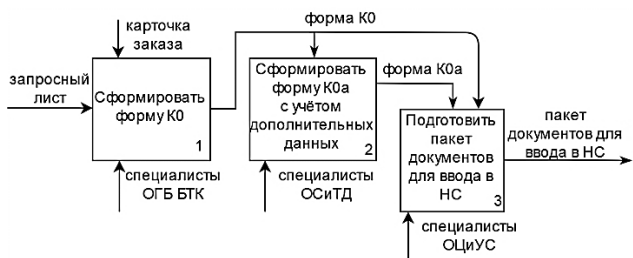 форма К0
карточка
заказа
запросный
лист
Сформировать
форму К0
1
специалисты
ОГБ БТК
Сформировать
форму К0а
с учётом
дополнительных
данных
2
специалисты
ОСиТД
форма К0а
Подготовить
пакет
документов
для ввода в
НС
3
специалисты
ОЦиУС
пакет
документов для
ввода в НС